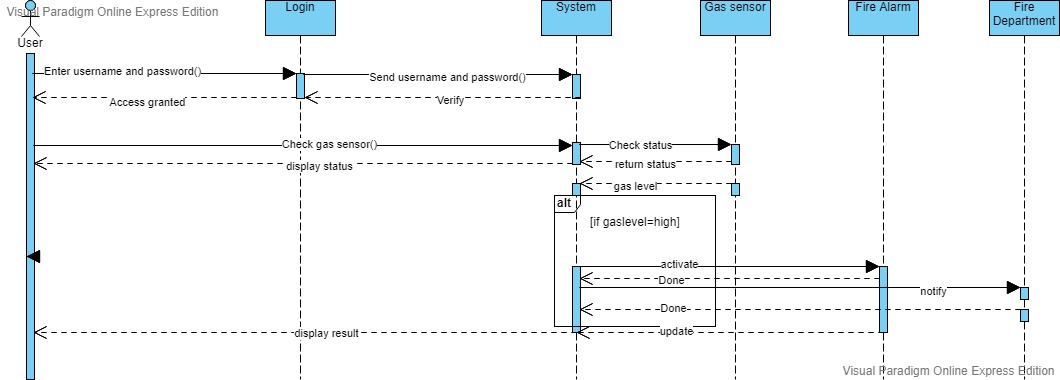 Visual Paradigm Online Express Edition
User
Login
System
Gas sensor
Fire Alarm
Fire
Department
Enter username and password()
Send username and password()
Access granted
Verify
Check gas sensor()
Check status
display status
return status
gas level
alt
[if gaslevel=high]
activate
Done
notify
Done
display result
update
Visual Paradigm Online Express Edition